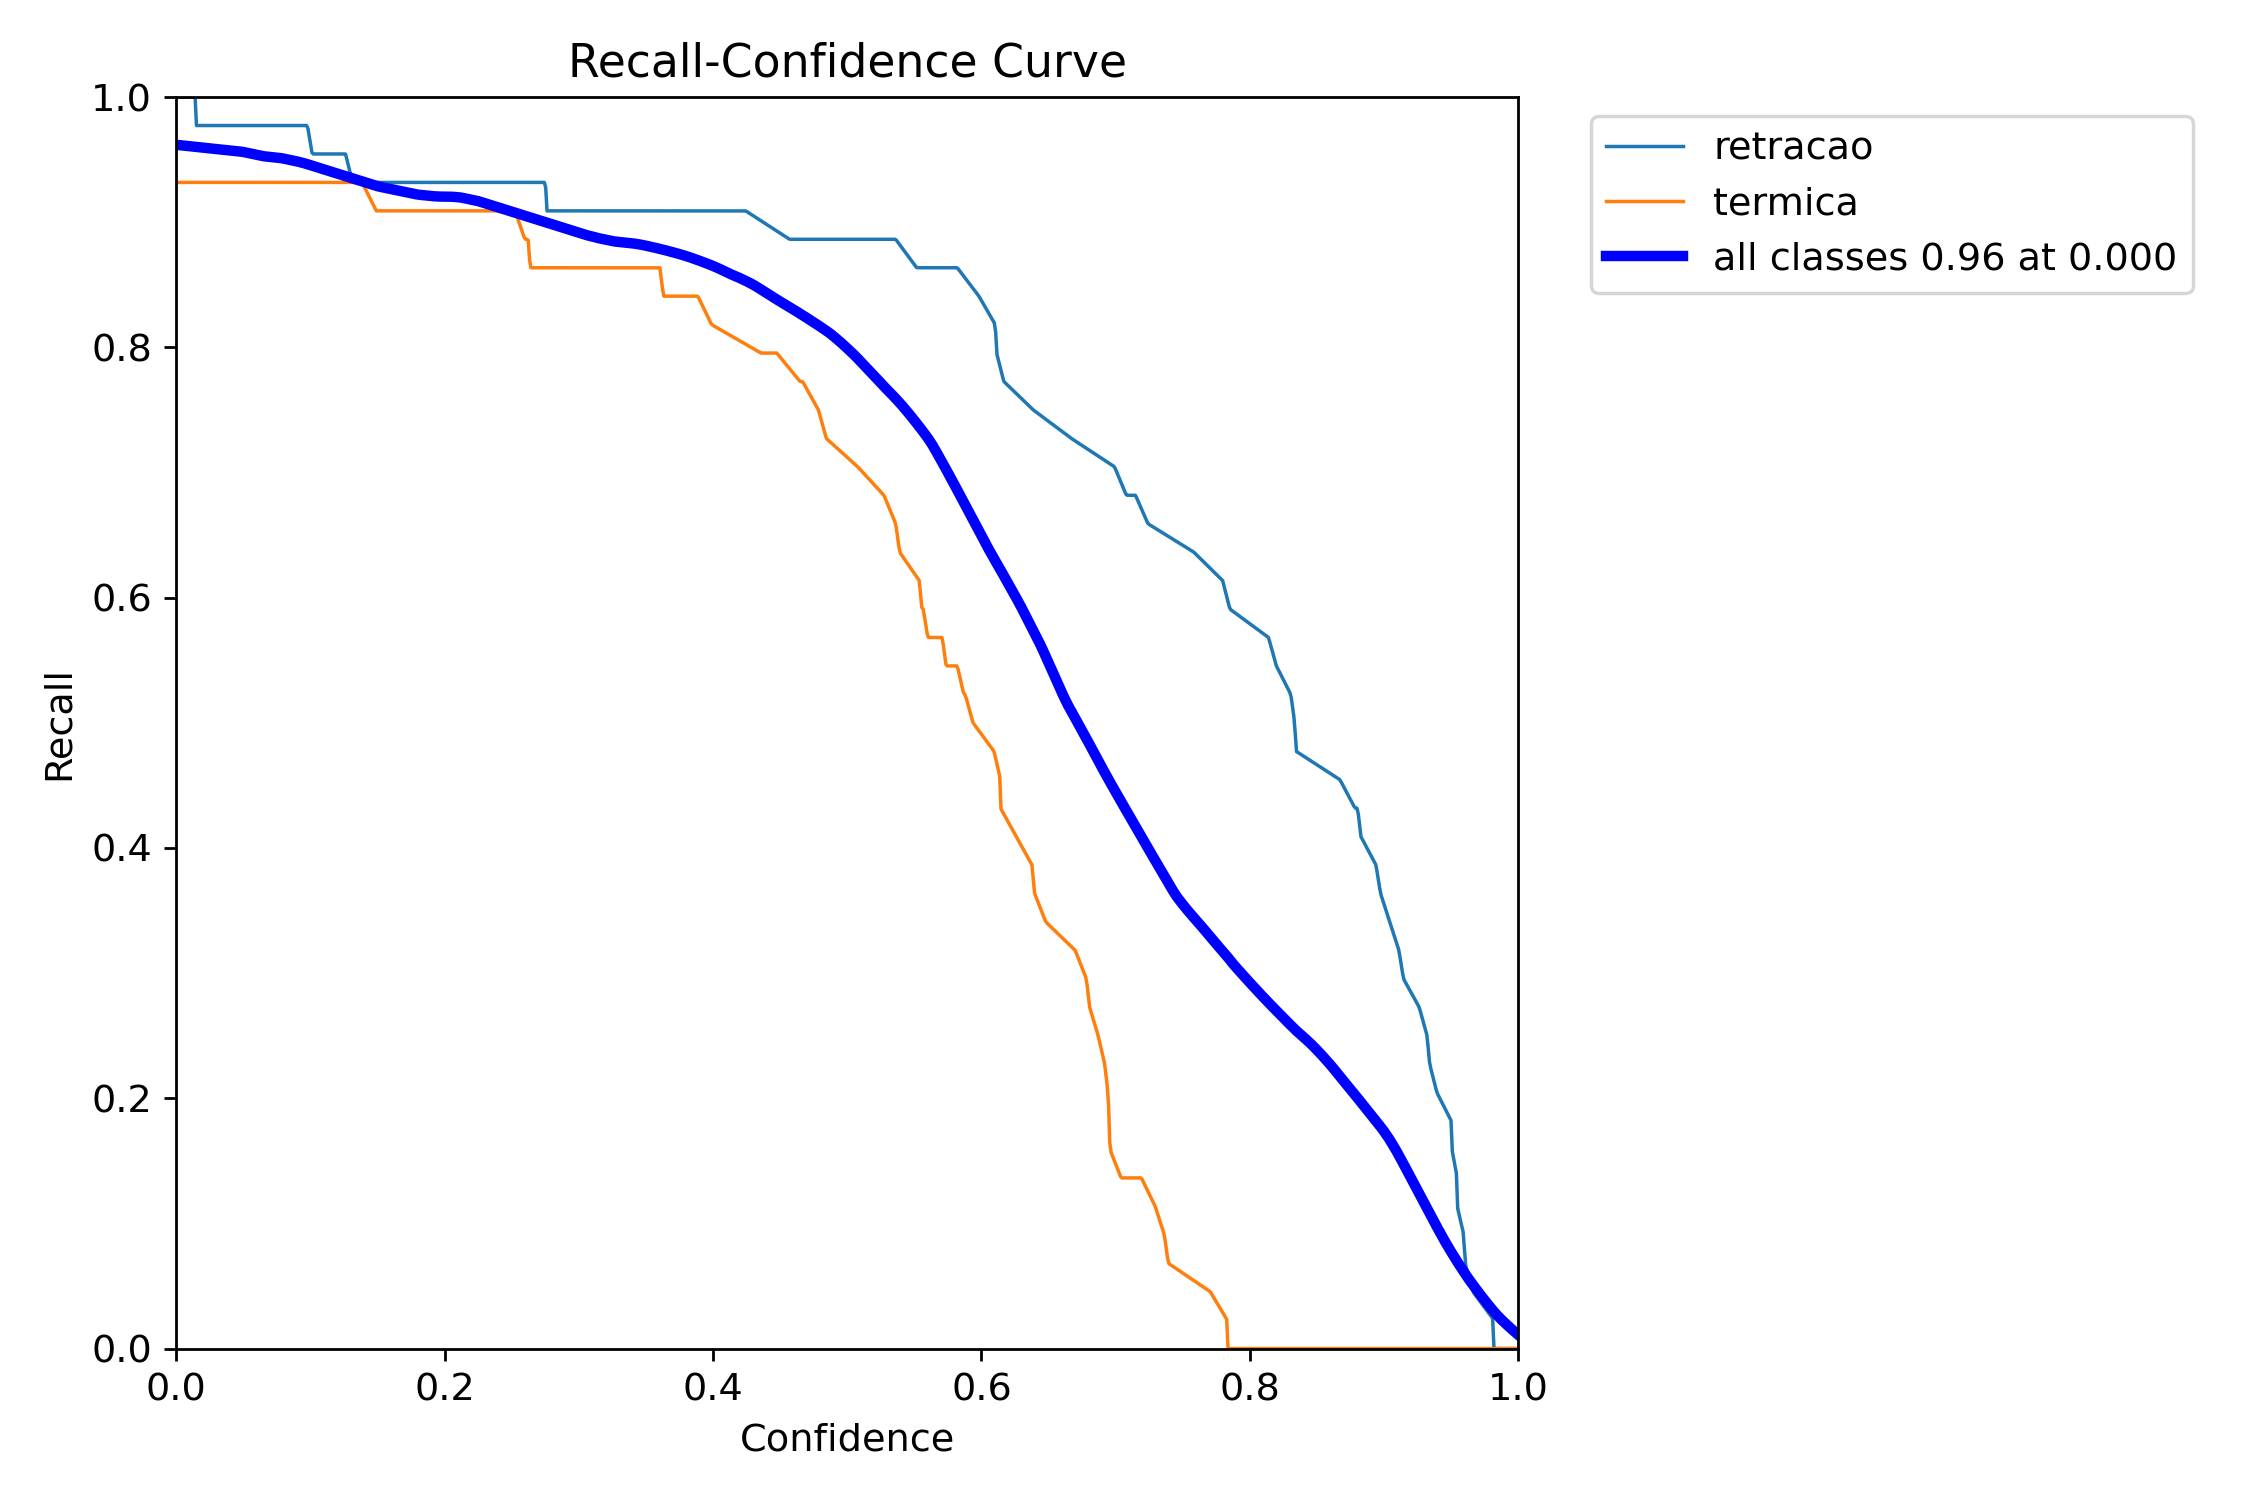 Recall-Confidence Curve
1.0
0.8
0.6
0.4
0.2
0.0
Recall
0.0 0.2 0.4 0.6 0.8 1.0
Confidence
retracao
termica
all classes 0.96 at 0.000